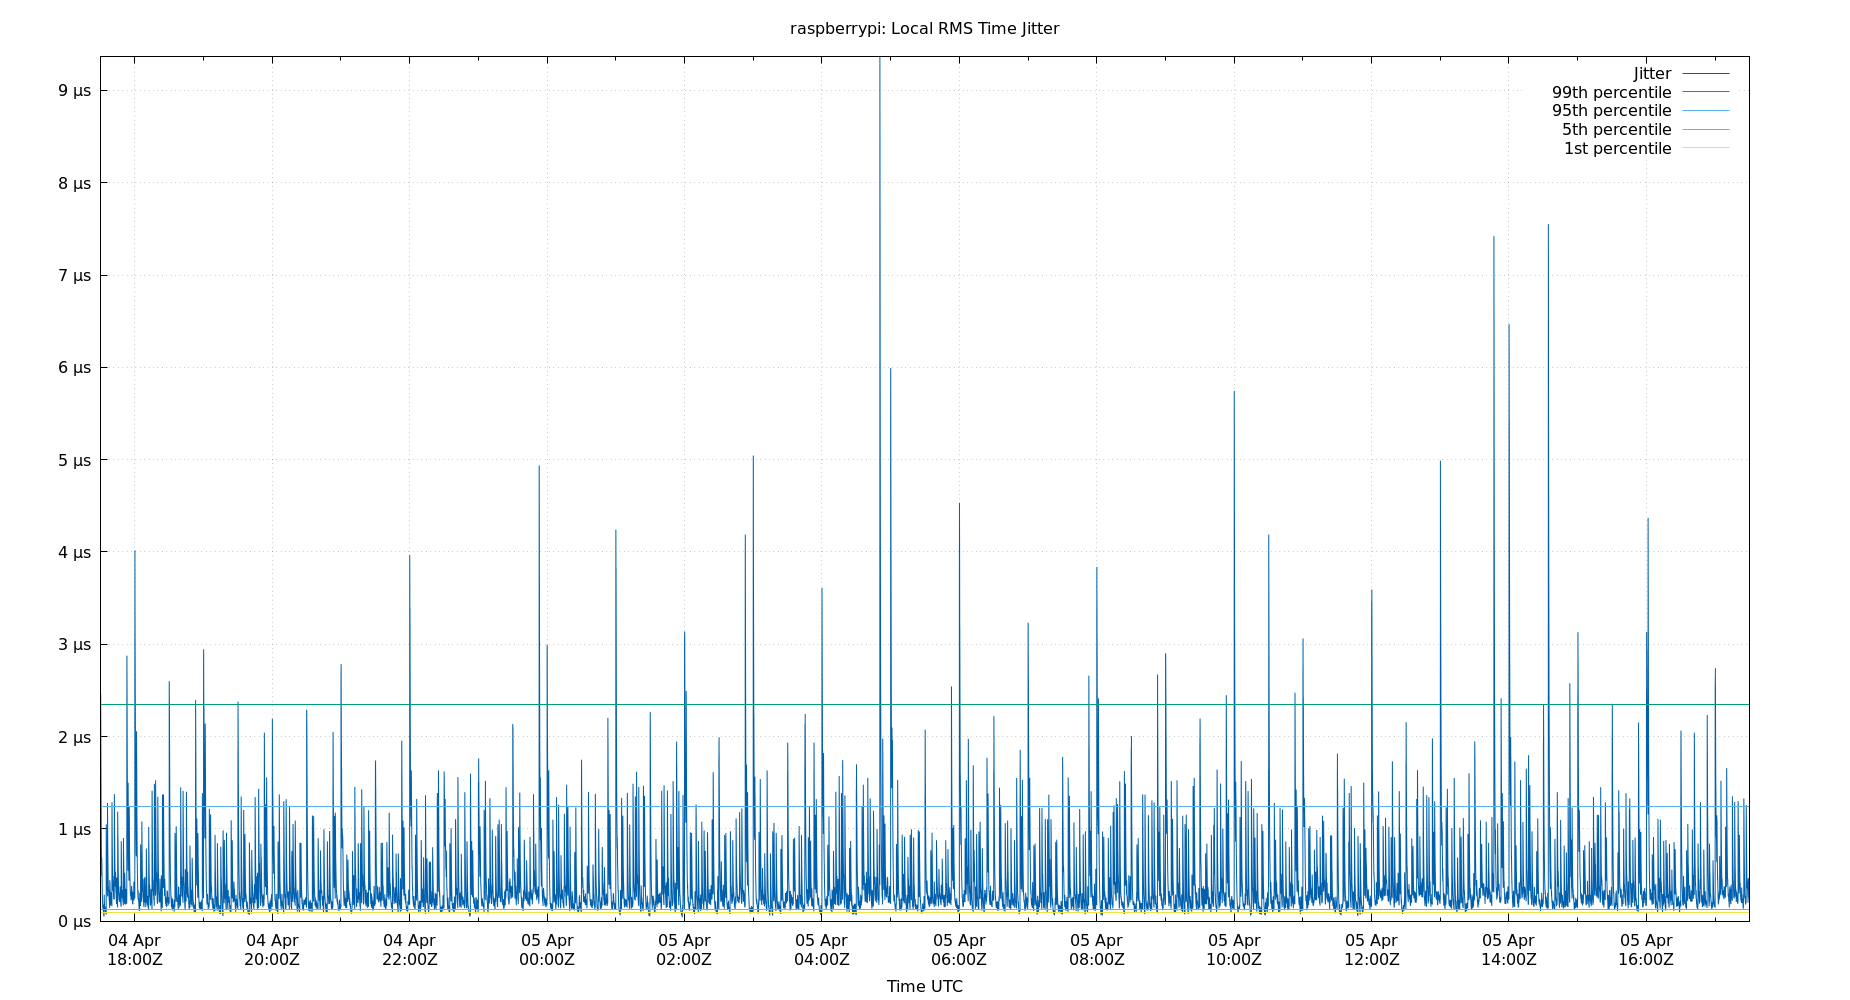 raspberrypi: Local RMS Time Jitter
Jitter
99th percentile
95th percentile
5th percentile
1st percentile
9 µs
8 µs
7 µs
6 µs
5 µs
4 µs
3 µs
2 µs
1 µs
0 µs
04 Apr 04 Apr 04 Apr 05 Apr 05 Apr 05 Apr 05 Apr 05 Apr 05 Apr 05 Apr 05 Apr 05 Apr
18:00Z 20:00Z 22:00Z 00:00Z 02:00Z 04:00Z 06:00Z 08:00Z 10:00Z 12:00Z 14:00Z 16:00Z
Time UTC